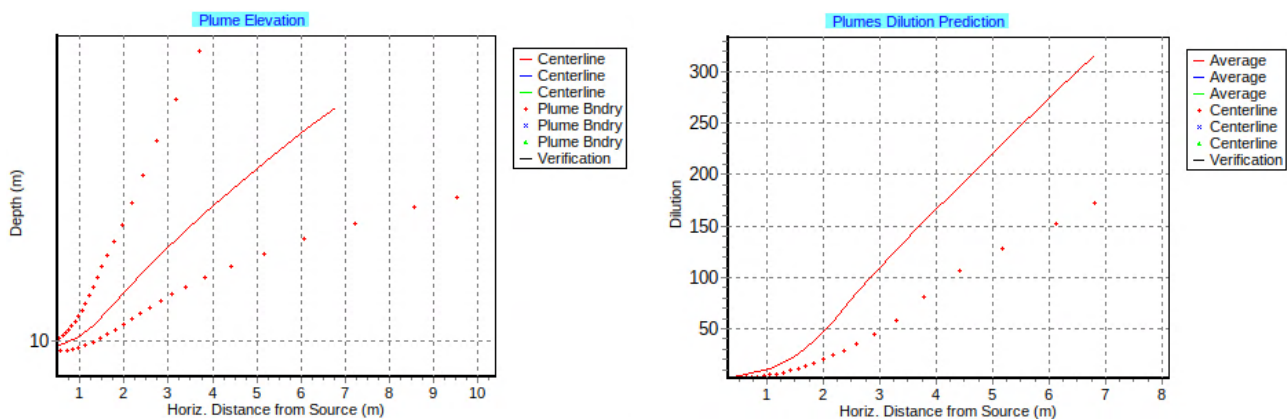 Plume Elevation
Depth (m)
10
1 2 3 4 5 6 7 8 9 10
Horiz. Distance from Source (m)
Centerline
Centerline
Centerline
Plume Bndry
Plume Bndry
Plume Bndry
Verification
Plumes Dilution Prediction
Dilution
300
250
200
150
100
50
1 2 3 4 5 6 7 8
Horiz. Distance from Source (m)
Average
Average
Average
Centerline
Centerline
Centerline
Verification